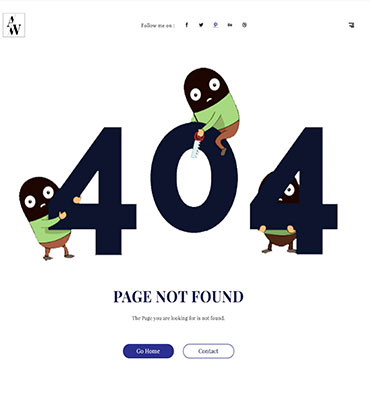 AW
Follow me on :
404
PAGE NOT FOUND
The Page you are looking for is not found.
Go Home
Contact